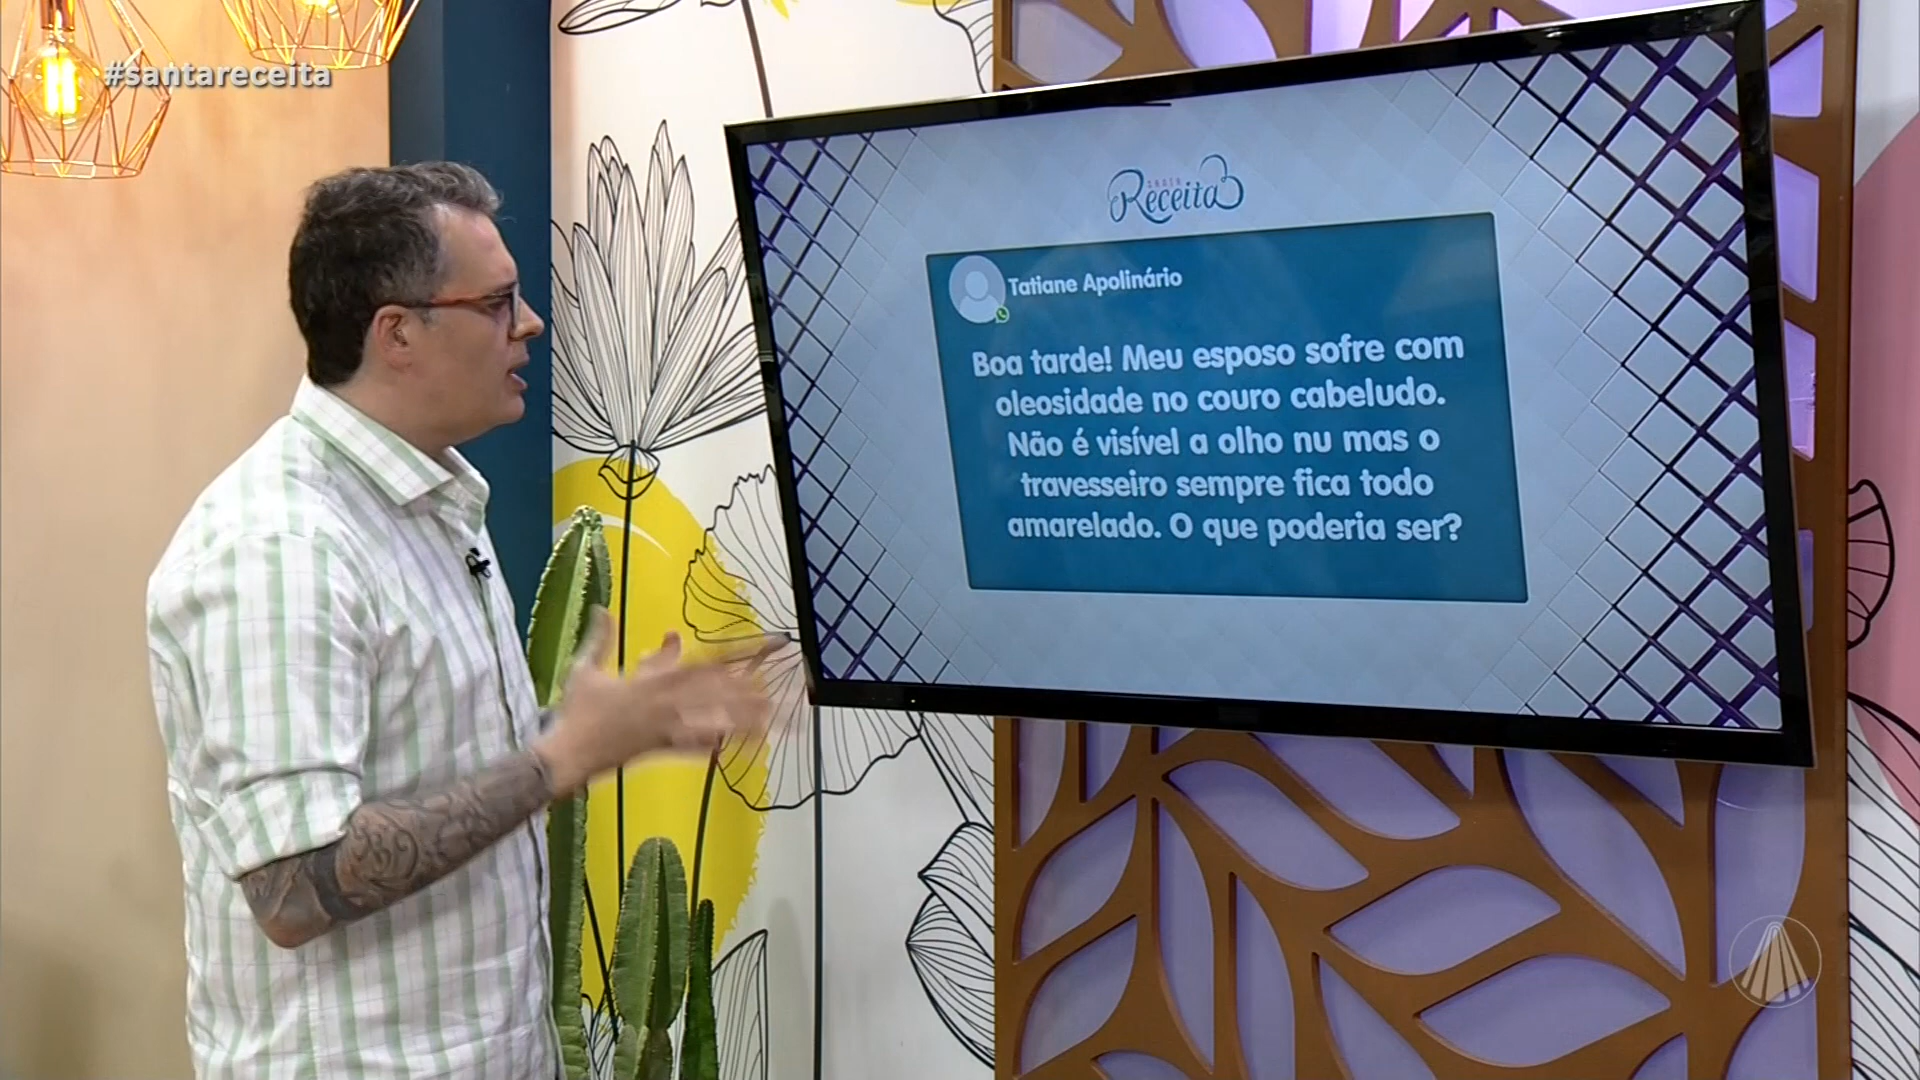 #santareceita
SANTA
Receita
Tatiane Apolinário
Boa tarde! Meu esposo sofre com
oleosidade no couro cabeludo.
Não é visível a olho nu mas o
travesseiro sempre fica todo
amarelado. O que poderia ser?